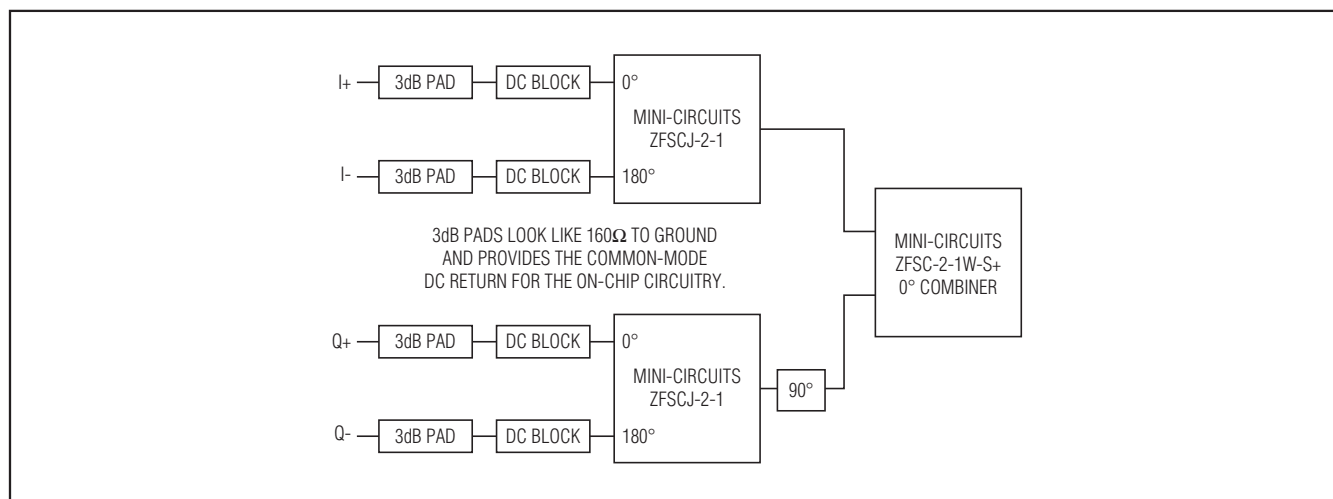 I+
3dB PAD
DC BLOCK
0°
MINI-CIRCUITS
ZFSCJ-2-1
I-
3dB PAD
DC BLOCK
180°
3dB PADS LOOK LIKE 160Ω TO GROUND
AND PROVIDES THE COMMON-MODE
DC RETURN FOR THE ON-CHIP CIRCUITRY.
MINI-CIRCUITS
ZFSC-2-1W-S+
0° COMBINER
Q+
3dB PAD
DC BLOCK
0°
MINI-CIRCUITS
ZFSCJ-2-1
90°
Q-
3dB PAD
DC BLOCK
180°